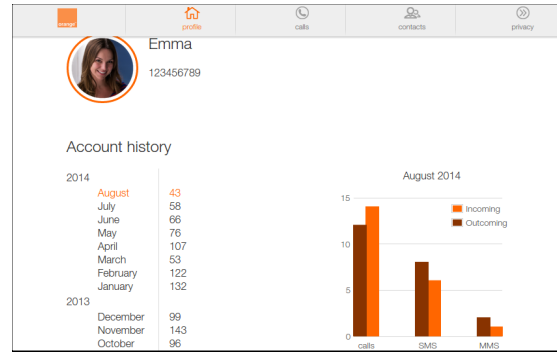 orange
profile
calls
contacts
privacy
Emma
123456789
Account history
2014
August 43
July 58
June 66
May 76
April 107
March 53
February 122
January 132
2013
December 99
November 143
October 96
August 2014
15
Incoming
Outcoming
10
5
0
calls SMS MMS